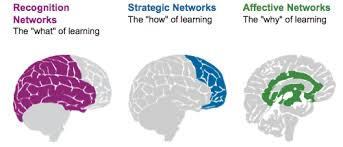 Recognition
Networks
The "what" of learning
Strategic Networks
The "how" of learning
Affective Networks
The "why" of learning